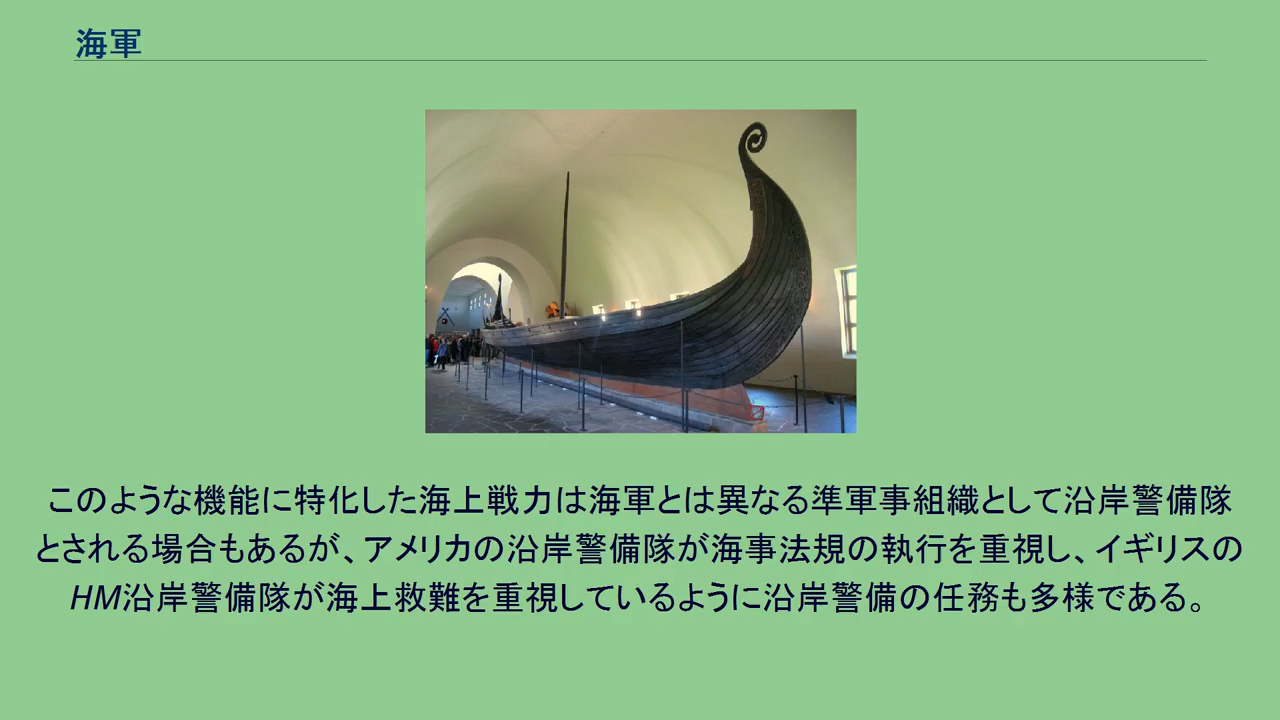 海軍
このような機能に特化した海上戦力は海軍とは異なる準軍事組織として沿岸警備隊
とされる場合もあるが、アメリカの沿岸警備隊が海事法規の執行を重視し、イギリスの
HM沿岸警備隊が海上救難を重視しているように沿岸警備の任務も多様である。